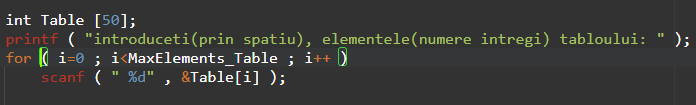 int Table [50];
printf ( "introduceti(prin spatiu), elementele(numere intregi) tabloului: " );
for ( i=0 ; i<MaxElements_Table ; i++ )
scanf ( " %d" , &Table[i] );